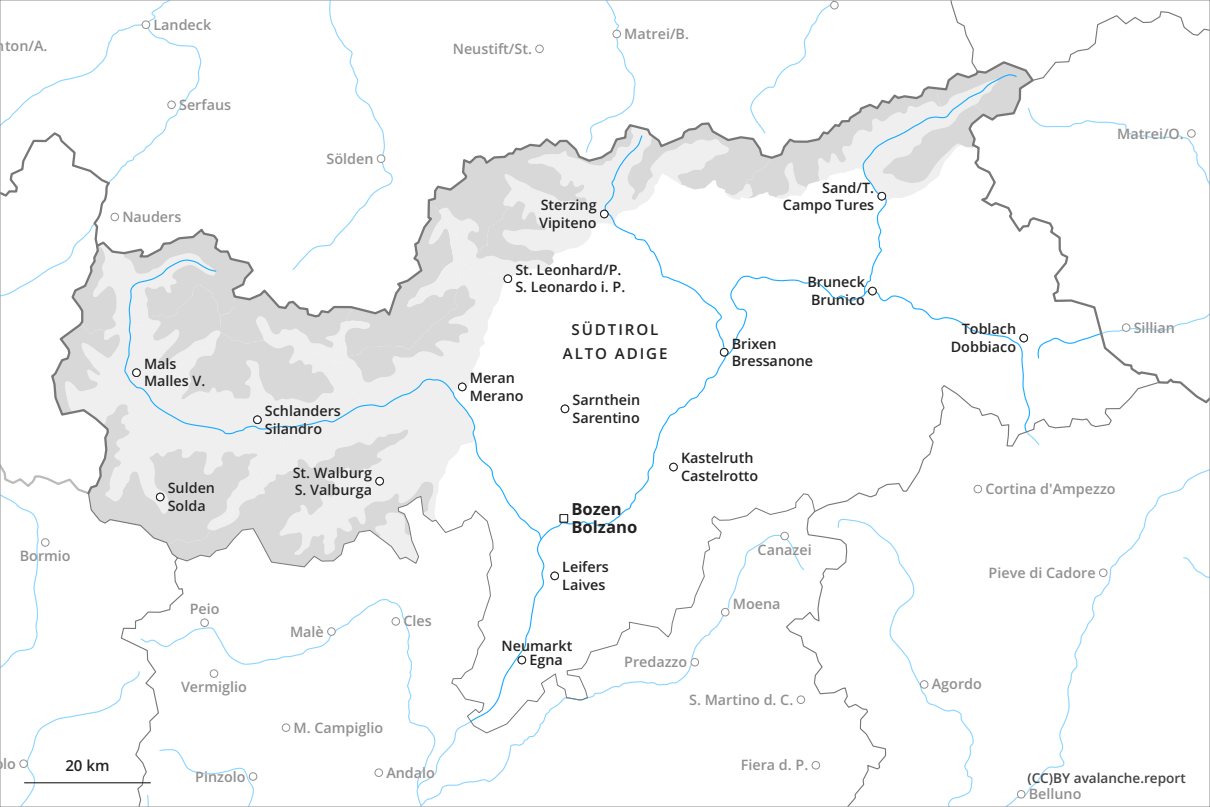 Landeck
Matrei/B.
nton/A.
Neustift/St.
Serfaus
Matrei/O.
Sölden
Sand/T.
Campo Tures
Sterzing
Vipiteno
Nauders
St. Leonhard/P.
S. Leonardo i. P.
Bruneck
Brunico
SÜDTIROL
ALTO ADIGE
Toblach
Dobbiaco
Sillian
Brixen
Bressanone
Mals
Malles V.
Meran
Merano
Sarnthein
Sarentino
Schlanders
Silandro
Kastelruth
Castelrotto
St. Walburg
S. Valburga
Sulden
Solda
Cortina d'Ampezzo
Bozen
Bolzano
Bormio
Canazei
Leifers
Laives
Pieve di Cadore
Peio
Moena
Malè
Cles
Neumarkt
Egna
Predazzo
Vermiglio
Agordo
S. Martino d. C.
M. Campiglio
olo
20 km
Pinzolo
Andalo
Fiera d. P.
(CC)BY avalanche.report
Belluno